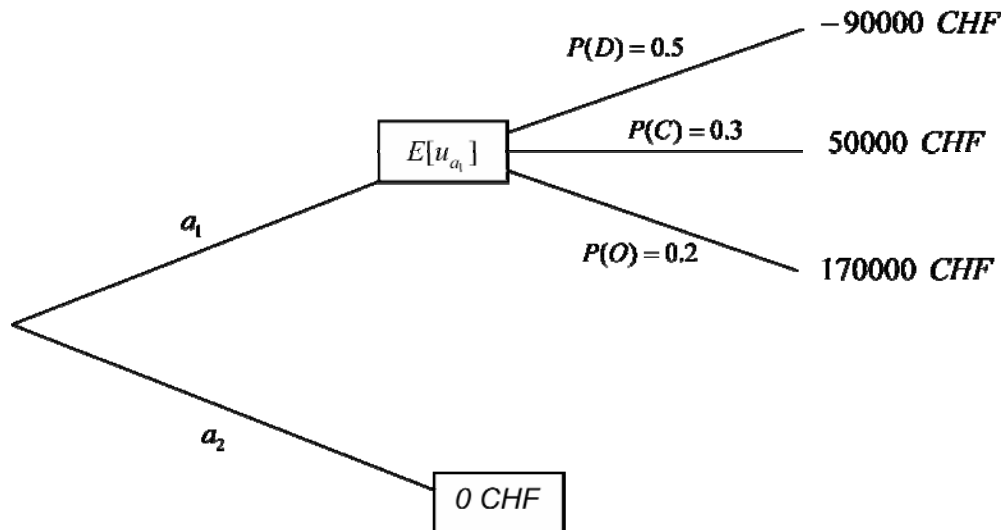 −90000 CHF
P(D) = 0.5
P(C) = 0.3
50000 CHF
E[u_{a_1}]
a_1
P(O) = 0.2
170000 CHF
a_2
0 CHF